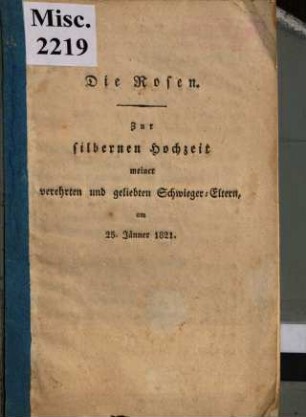 Misc.
2219
Die Rosen.
Zur
silbernen Hochzeit
meiner
verehrten und geliebten Schwieger-Eltern,
am
25. Jänner 1821.